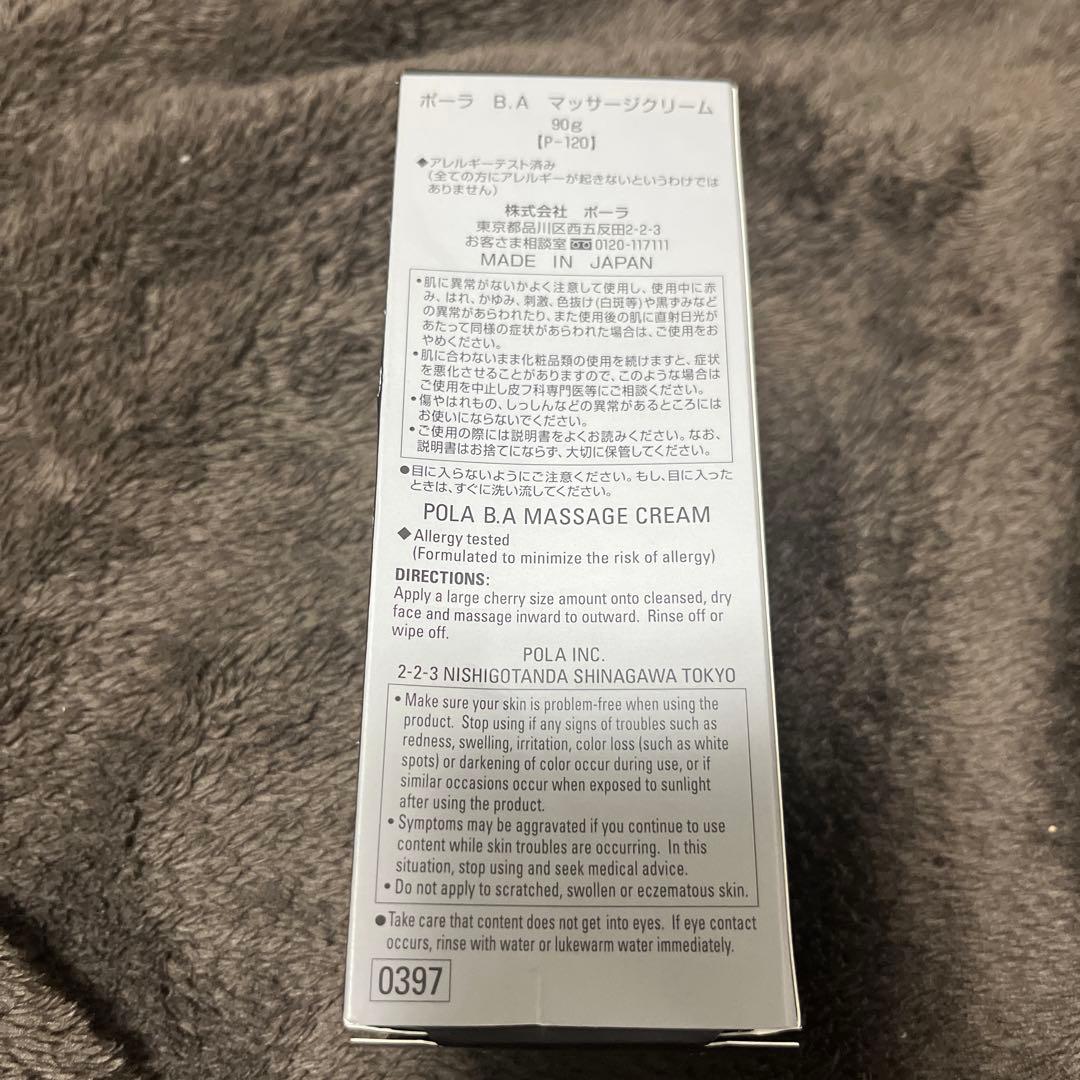 ポーラ B.A マッサージクリーム
90g
【P-120】
◆アレルギーテスト済み
(全ての方にアレルギーが起きないというわけでは
ありません)
株式会社 ポーラ
東京都品川区西五反田2-2-3
お客さま相談室 0120-117111
MADE IN JAPAN
•肌に異常がないかよく注意して使用し、使用中に赤
み、はれ、かゆみ、刺激、色抜け(白斑等)や黒ずみなど
の異常があらわれたり、また使用後の肌に直射日光が
あたって同様の症状があらわれた場合は、ご使用をお
やめください。
•肌に合わないまま化粧品類の使用を続けますと、症状
を悪化させることがありますので、このような場合は
ご使用を中止し皮フ科専門医等にご相談ください。
•傷やはれもの、しっしんなどの異常があるところには
お使いにならないでください。
•ご使用の際には説明書をよくお読みください。なお、
説明書はお捨てにならず、大切に保管してください。
●目に入らないようにご注意ください。もし、目に入った
ときは、すぐに洗い流してください。
POLA B.A MASSAGE CREAM
◆Allergy tested
(Formulated to minimize the risk of allergy)
DIRECTIONS:
Apply a large cherry size amount onto cleansed, dry
face and massage inward to outward. Rinse off or
wipe off.
POLA INC.
2-2-3 NISHIGOTANDA SHINAGAWA TOKYO
• Make sure your skin is problem-free when using the
product. Stop using if any signs of troubles such as
redness, swelling, irritation, color loss (such as white
spots) or darkening of color occur during use, or if
similar occasions occur when exposed to sunlight
after using the product.
• Symptoms may be aggravated if you continue to use
content while skin troubles are occurring. In this
situation, stop using and seek medical advice.
• Do not apply to scratched, swollen or eczematous skin.
●Take care that content does not get into eyes. If eye contact
occurs, rinse with water or lukewarm water immediately.
0397